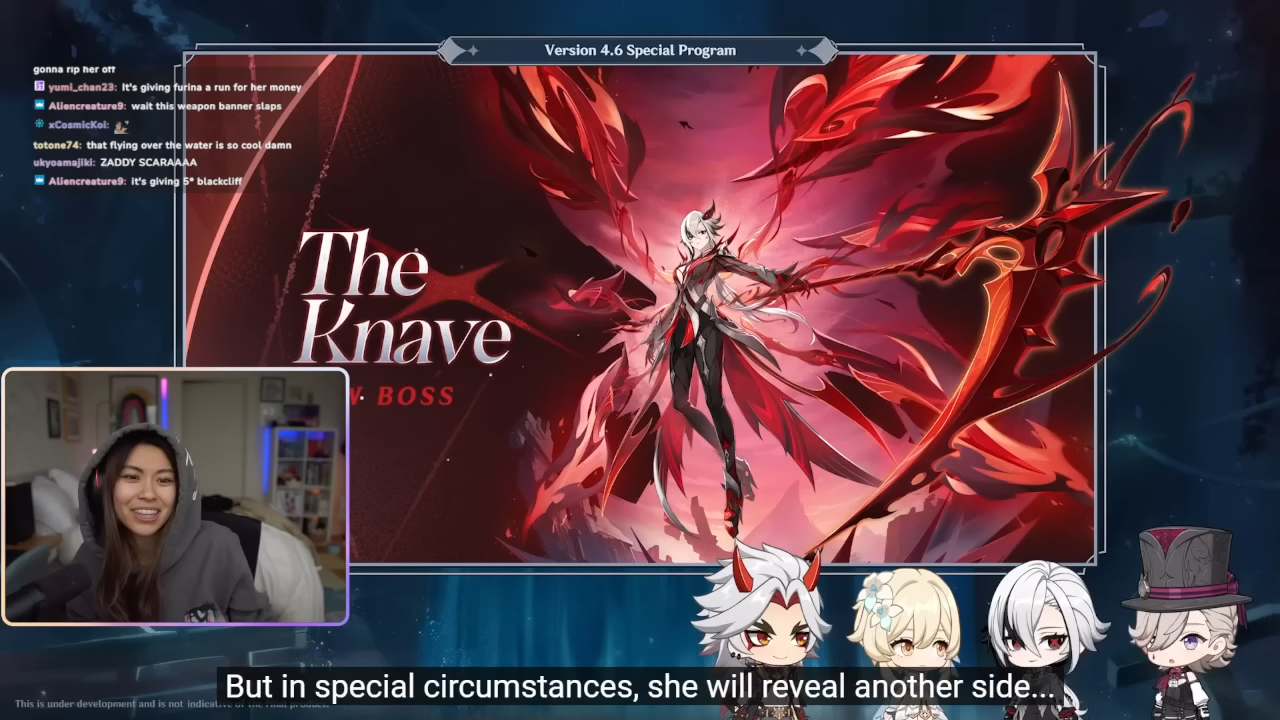 Version 4.6 Special Program
gonna rip her off
yumi_chan23: It's giving furina a run for her money
Aliencreature9: wait this weapon banner slaps
xCosmicKoi:
totone74: that flying over the water is so cool damn
ukyoamajiki: ZADDY SCARAAAA
Aliencreature9: it's giving 5* blackcliff
The
Knave
BOSS
But in special circumstances, she will reveal another side...
This is under development and is not indicative of the final product.